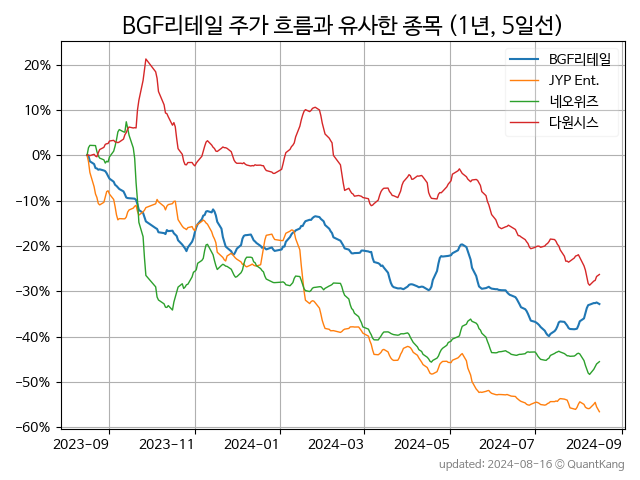 BGF리테일 주가 흐름과 유사한 종목 (1년, 5일선)
20%
10%
0%
−10%
−20%
−30%
−40%
−50%
−60%
BGF리테일
JYP Ent.
네오위즈
다원시스
2023−09
2023−11
2024−01
2024−03
2024−05
2024−07
2024−09
updated: 2024-08-16 © QuantKang